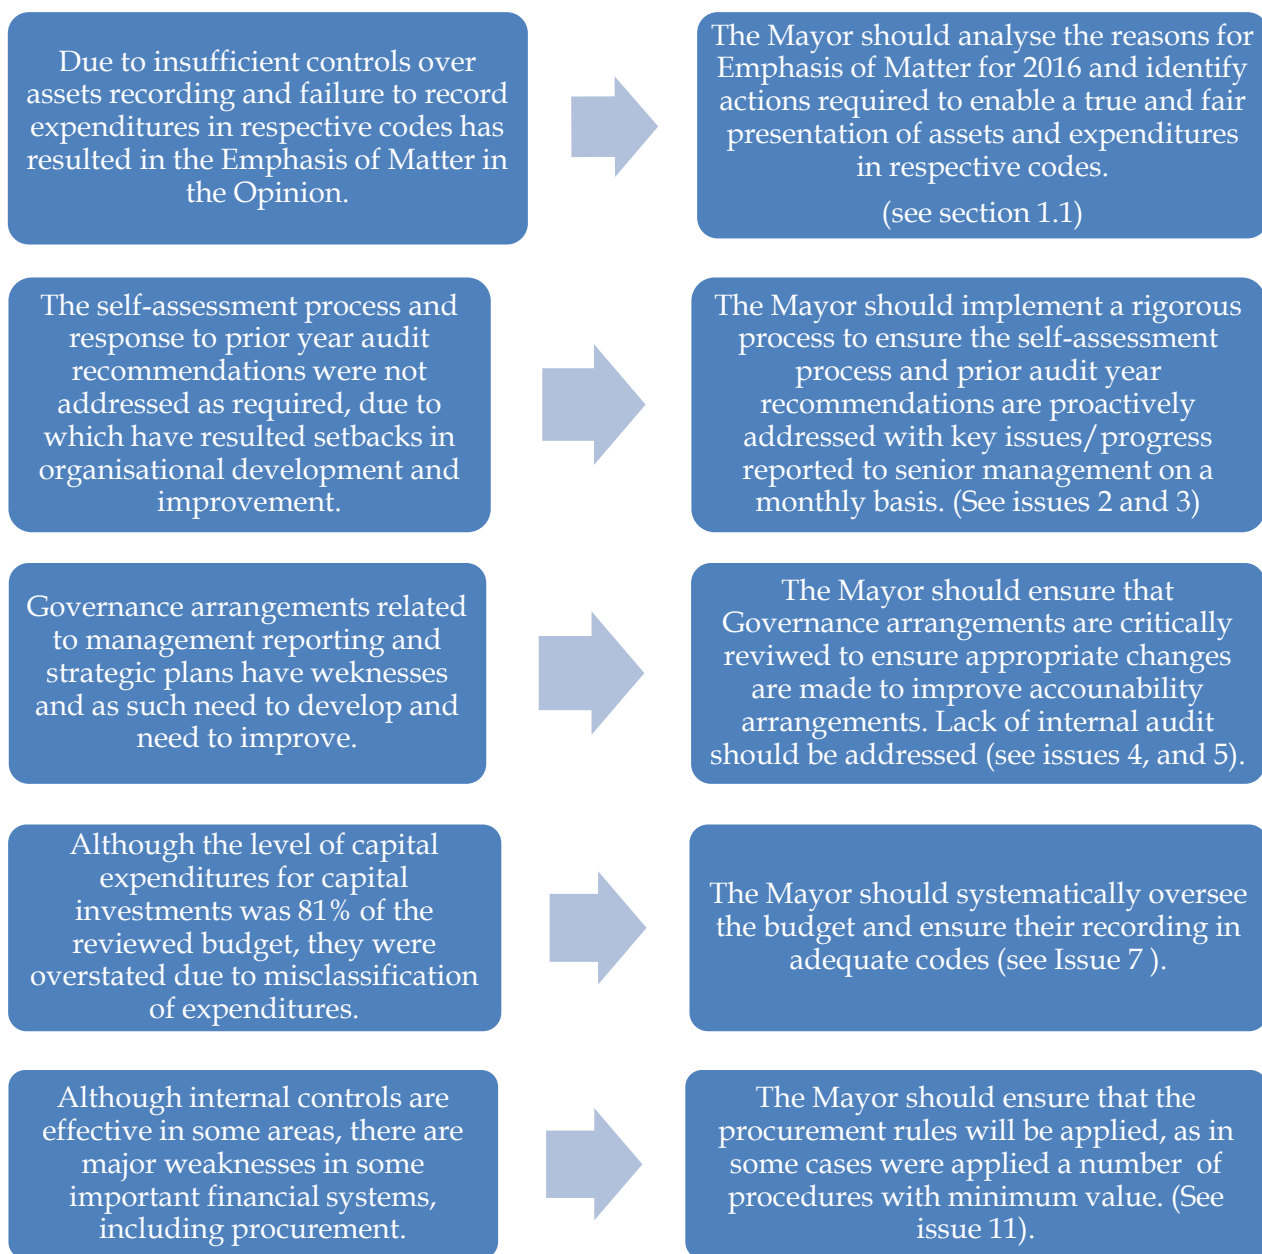 Due to insufficient controls over
assets recording and failure to record
expenditures in respective codes has
resulted in the Emphasis of Matter in
the Opinion.
The Mayor should analyse the reasons for
Emphasis of Matter for 2016 and identify
actions required to enable a true and fair
presentation of assets and expenditures
in respective codes.
(see section 1.1)
The self-assessment process and
response to prior year audit
recommendations were not
addressed as required, due to
which have resulted setbacks in
organisational development and
improvement.
The Mayor should implement a rigorous
process to ensure the self-assessment
process and prior audit year
recommendations are proactively
addressed with key issues/progress
reported to senior management on a
monthly basis. (See issues 2 and 3)
Governance arrangements related
to management reporting and
strategic plans have weknesses
and as such need to develop and
need to improve.
The Mayor should ensure that
Governance arrangements are critically
reviwed to ensure appropriate changes
are made to improve accounability
arrangements. Lack of internal audit
should be addressed (see issues 4, and 5).
Although the level of capital
expenditures for capital
investments was 81% of the
reviewed budget, they were
overstated due to misclassification
of expenditures.
The Mayor should systematically oversee
the budget and ensure their recording in
adequate codes (see Issue 7 ).
Although internal controls are
effective in some areas, there are
major weaknesses in some
important financial systems,
including procurement.
The Mayor should ensure that the
procurement rules will be applied, as in
some cases were applied a number  of
procedures with minimum value. (See
issue 11).